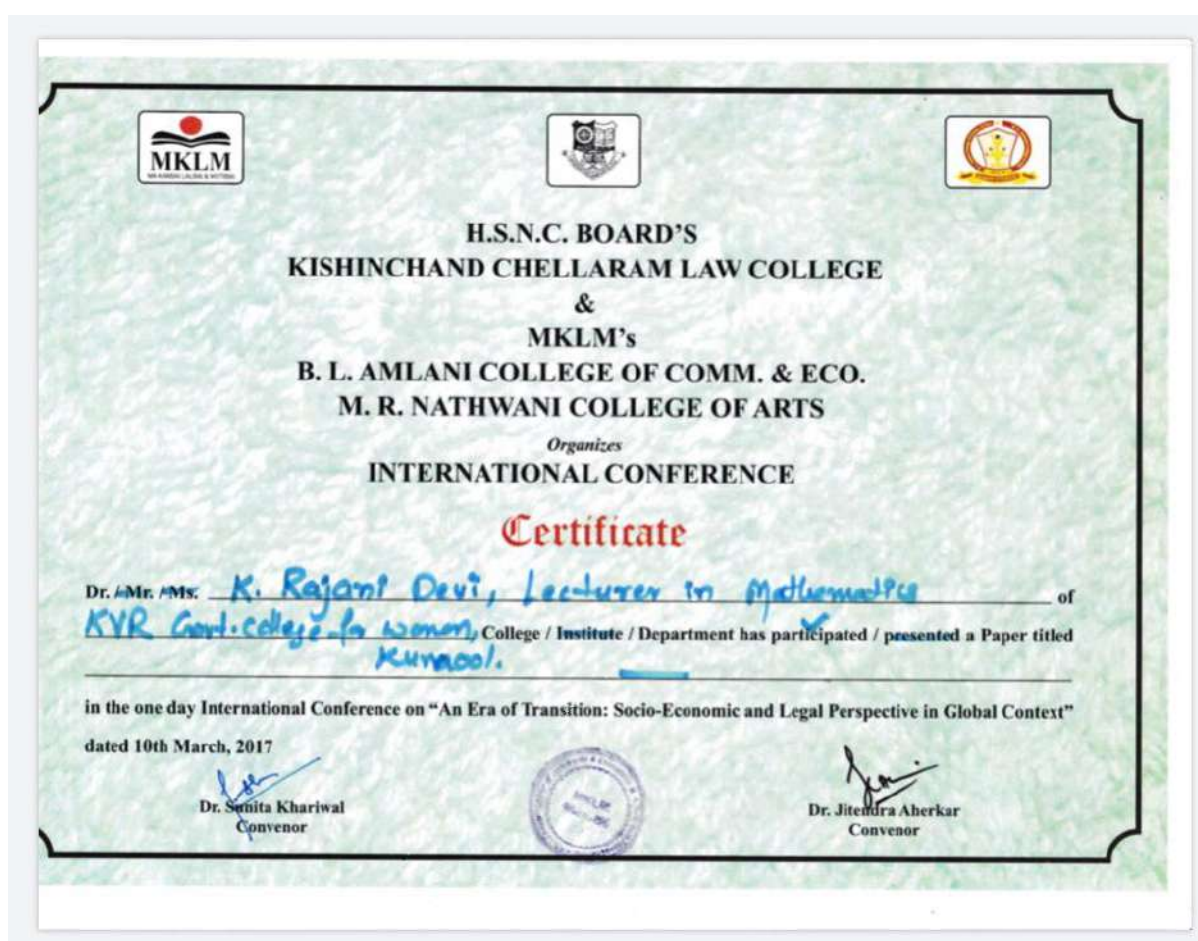 MKLM
H.S.N.C. BOARD'S
KISHINCHAND CHELLARAM LAW COLLEGE
&
MKLM's
B. L. AMLANI COLLEGE OF COMM. & ECO.
M. R. NATHWANI COLLEGE OF ARTS
Organizes
INTERNATIONAL CONFERENCE
Certificate
Dr. /Mr. /Ms. K. Rajani Devi, Lecturer in Mathematics of
KVR Govt. college for women, College / Institute / Department has participated / presented a Paper titled
Kurnool.
in the one day International Conference on "An Era of Transition: Socio-Economic and Legal Perspective in Global Context"
dated 10th March, 2017
Dr. Sunita Khariwal
Convenor
Dr. Jitendra Aherkar
Convenor